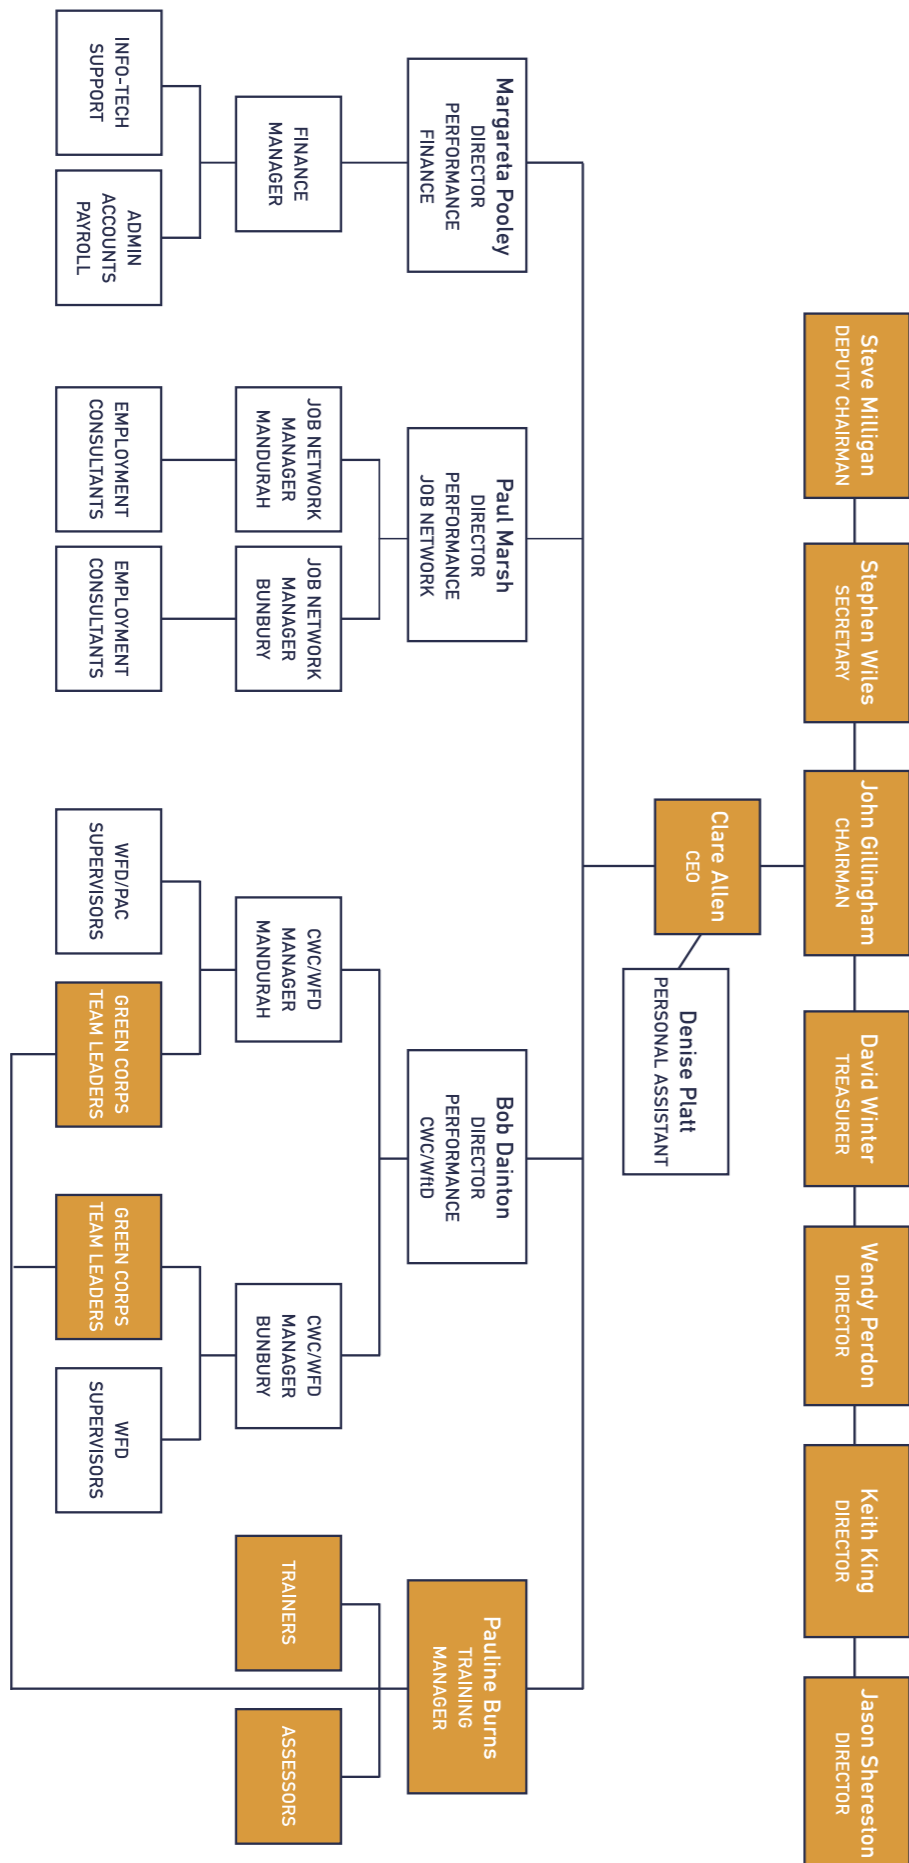 Steve Milligan
DEPUTY CHAIRMAN
Stephen Wiles
SECRETARY
John Gillingham
CHAIRMAN
David Winter
TREASURER
Wendy Perdon
DIRECTOR
Keith King
DIRECTOR
Jason Shereston
DIRECTOR
Clare Allen
CEO
Denise Platt
PERSONAL ASSISTANT
Margareta Pooley
DIRECTOR
PERFORMANCE
FINANCE
Paul Marsh
DIRECTOR
PERFORMANCE
JOB NETWORK
Bob Dainton
DIRECTOR
PERFORMANCE
CWC/WftD
Pauline Burns
TRAINING
MANAGER
FINANCE
MANAGER
JOB NETWORK
MANAGER
MANDURAH
JOB NETWORK
MANAGER
BUNBURY
CWC/WFD
MANAGER
MANDURAH
CWC/WFD
MANAGER
BUNBURY
TRAINERS
ASSESSORS
INFO-TECH
SUPPORT
ADMIN
ACCOUNTS
PAYROLL
EMPLOYMENT
CONSULTANTS
EMPLOYMENT
CONSULTANTS
WFD/PAC
SUPERVISORS
GREEN CORPS
TEAM LEADERS
GREEN CORPS
TEAM LEADERS
WFD
SUPERVISORS